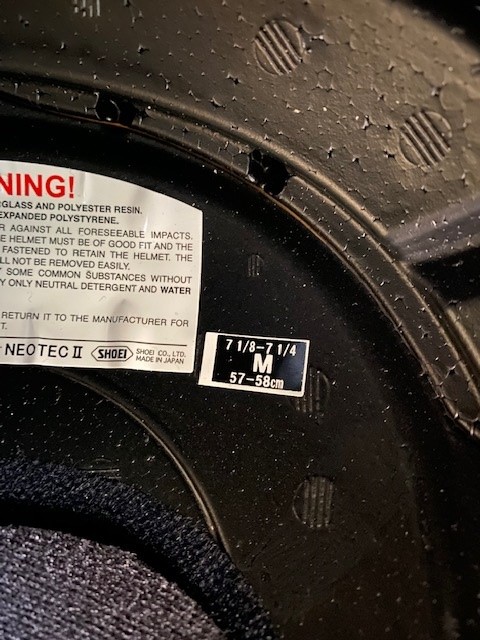 NING!
GLASS AND POLYESTER RESIN.
EXPANDED POLYSTYRENE.
AGAINST ALL FORESEEABLE IMPACTS.
HELMET MUST BE OF GOOD FIT AND THE
FASTENED TO RETAIN THE HELMET. THE
NOT BE REMOVED EASILY.
SOME COMMON SUBSTANCES WITHOUT
ONLY NEUTRAL DETERGENT AND WATER
RETURN IT TO THE MANUFACTURER FOR
NEOTEC II SHOEI SHOEI CO., LTD.
MADE IN JAPAN
7 1/8-7 1/4
M
57-58cm